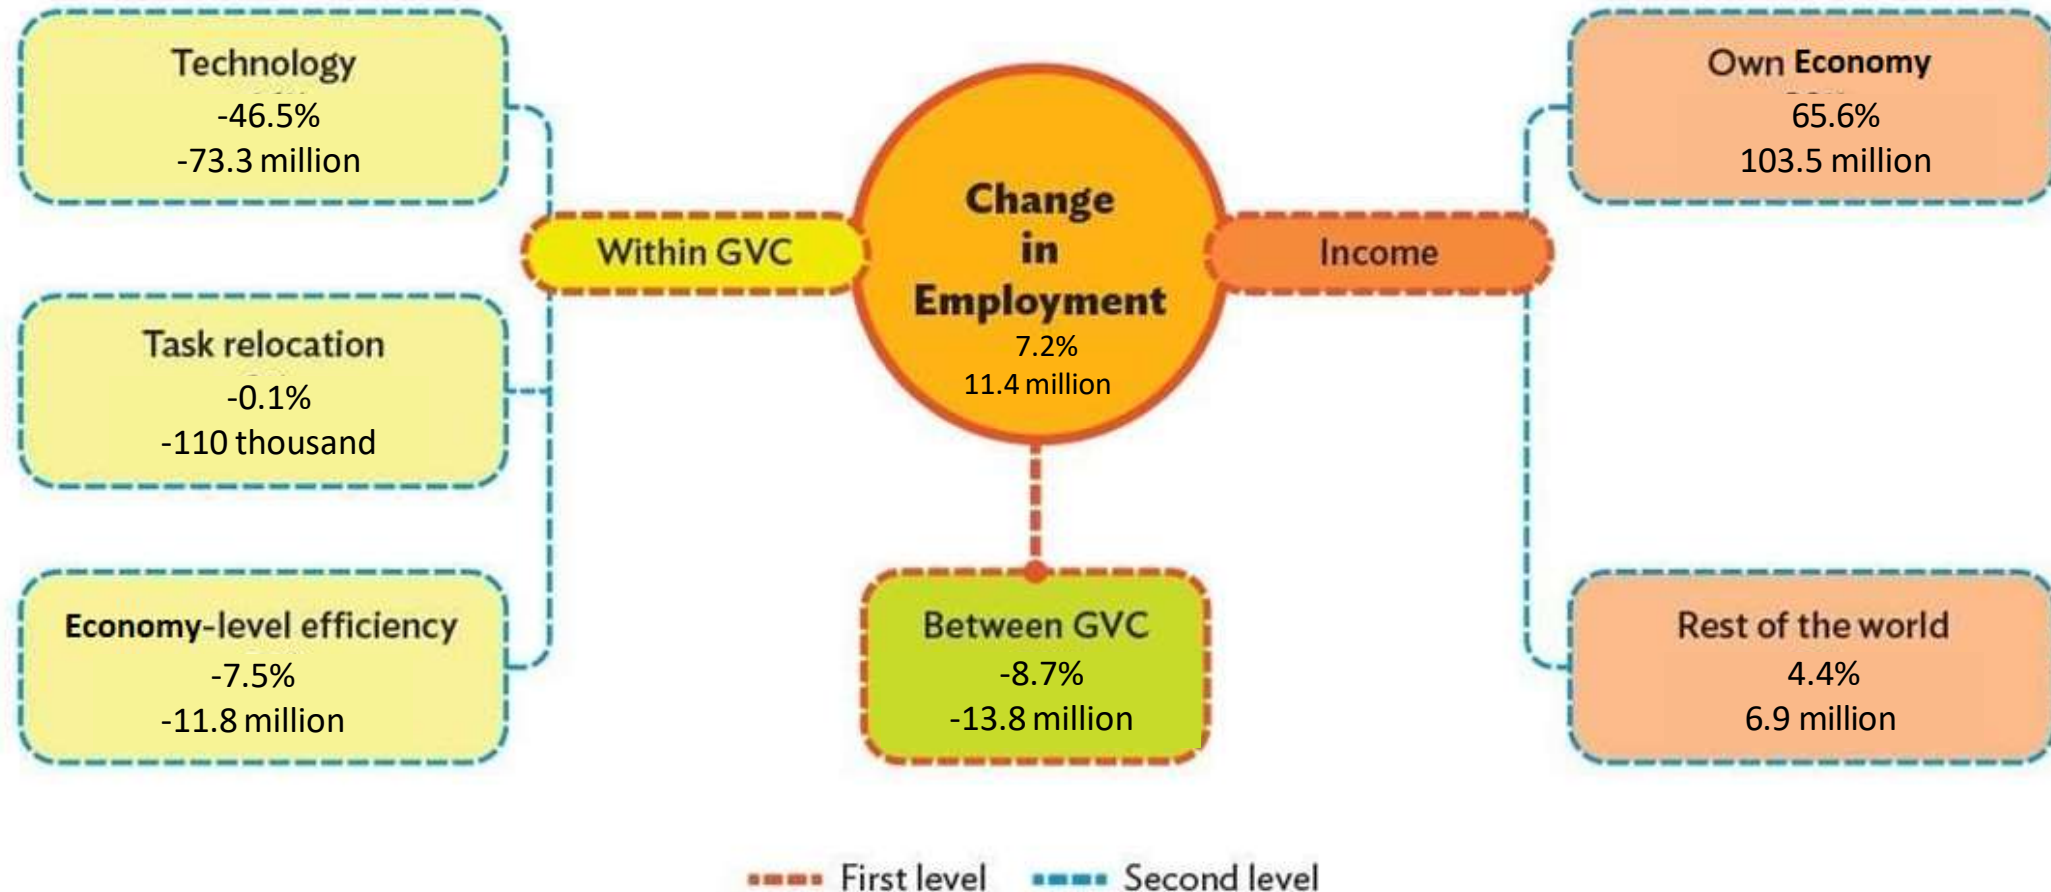 Technology
-46.5%
-73.3 million
Task relocation
-0.1%
-110 thousand
Economy-level efficiency
-7.5%
-11.8 million
Within GVC
Change
in
Employment
7.2%
11.4 million
Between GVC
-8.7%
-13.8 million
Income
Own Economy
65.6%
103.5 million
Rest of the world
4.4%
6.9 million
First level
Second level